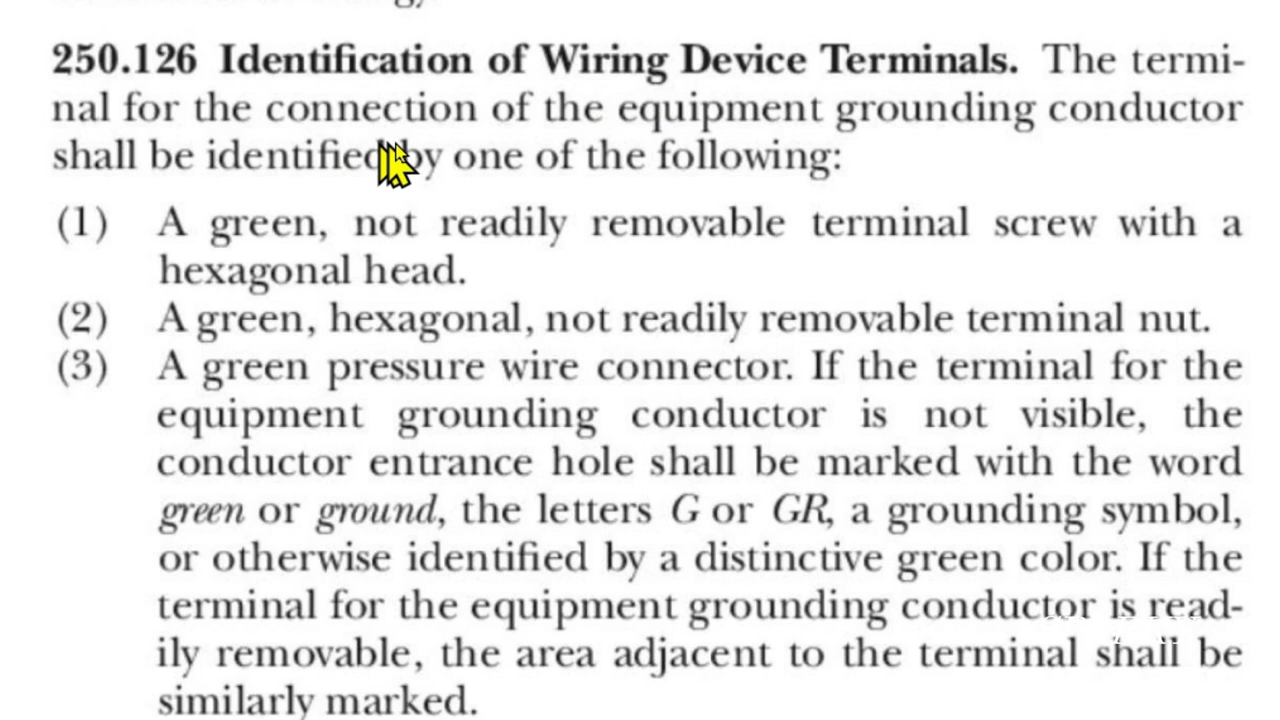 250.126 Identification of Wiring Device Terminals. The termi-
nal for the connection of the equipment grounding conductor
shall be identified by one of the following:
(1) A green, not readily removable terminal screw with a
hexagonal head.
(2) A green, hexagonal, not readily removable terminal nut.
(3) A green pressure wire connector. If the terminal for the
equipment grounding conductor is not visible, the
conductor entrance hole shall be marked with the word
green or ground, the letters G or GR, a grounding symbol,
or otherwise identified by a distinctive green color. If the
terminal for the equipment grounding conductor is read-
ily removable, the area adjacent to the terminal shall be
similarly marked.